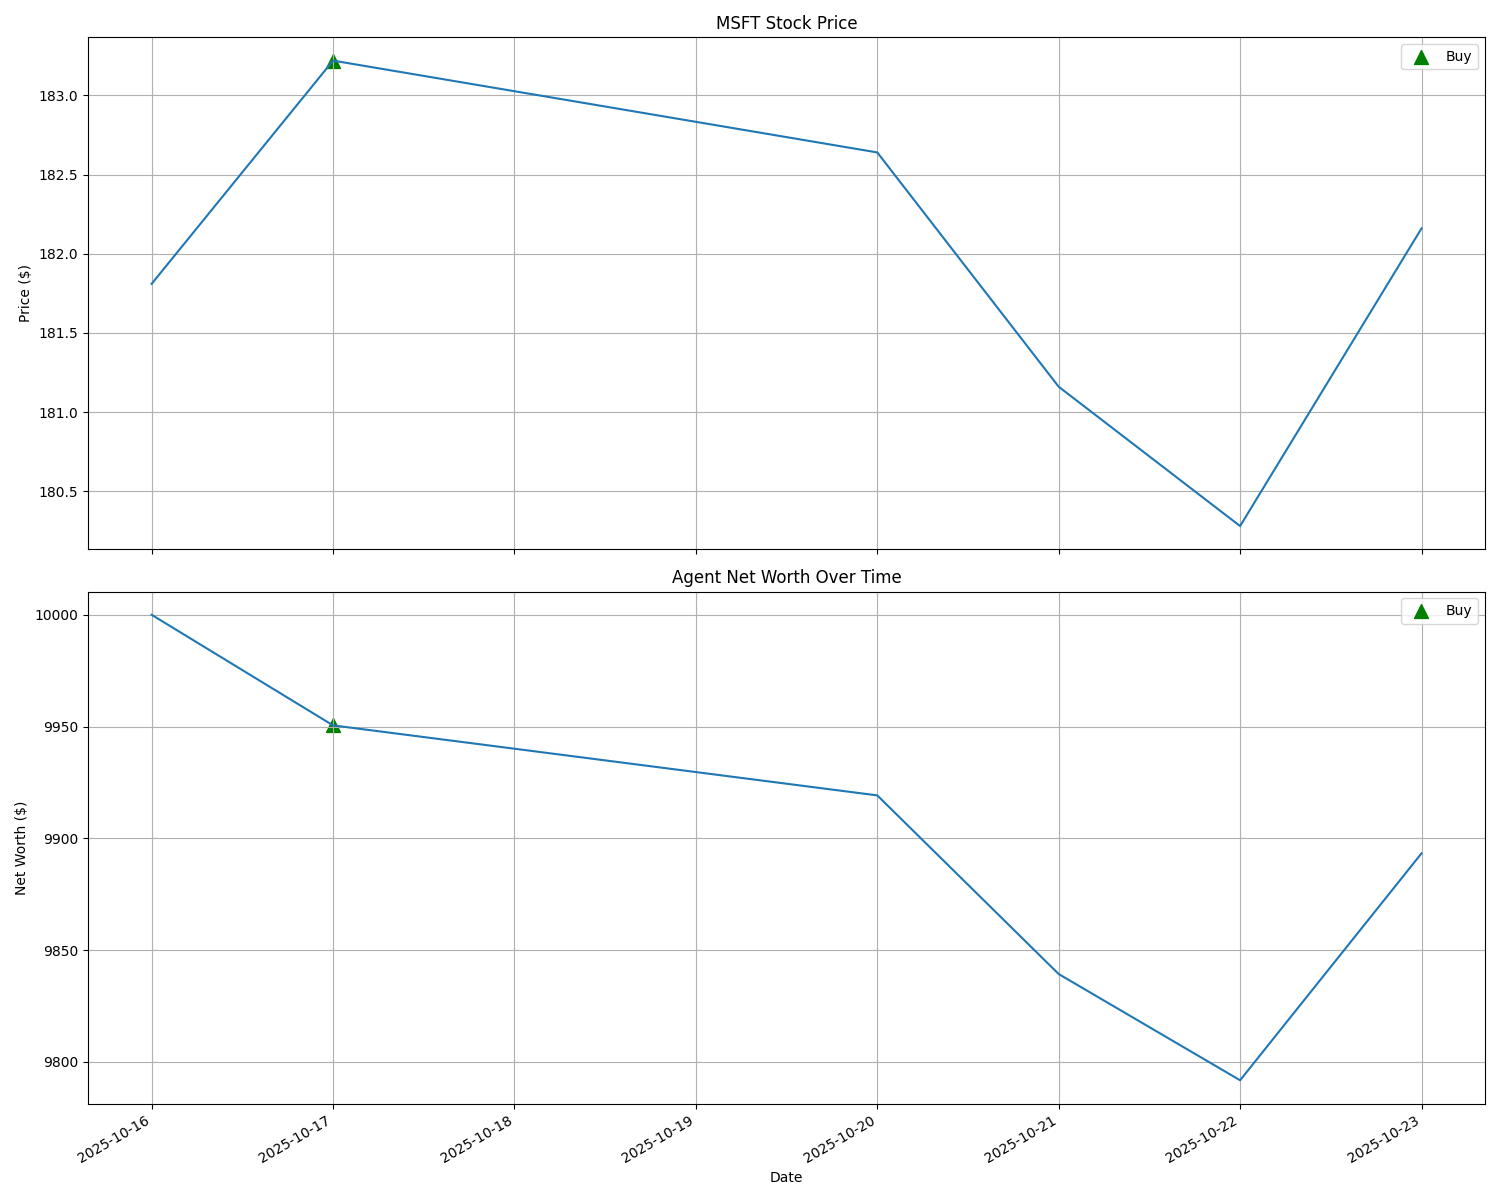 MSFT Stock Price
Buy
183.0
182.5
182.0
181.5
181.0
180.5
Price ($)
Agent Net Worth Over Time
Buy
10000
9950
9900
9850
9800
Net Worth ($)
2025-10-16
2025-10-17
2025-10-18
2025-10-19
2025-10-20
2025-10-21
2025-10-22
2025-10-23
Date